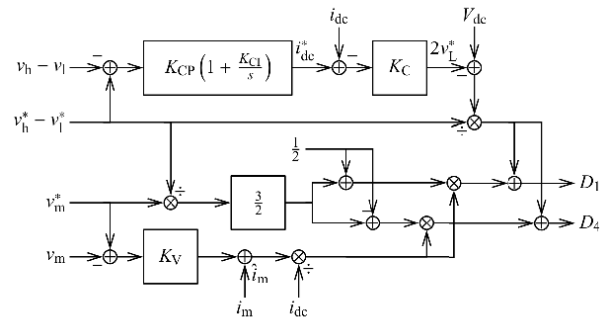 i_dc V_dc
v_h − v_l − K_CP (1 + K_CI/s) i*_dc − − K_C 2v*_L −
v*_h − v*_l ÷
1/2
v*_m ÷ 3/2 D_1
− D_4
v_m − K_V î_m ÷
i_m i_dc